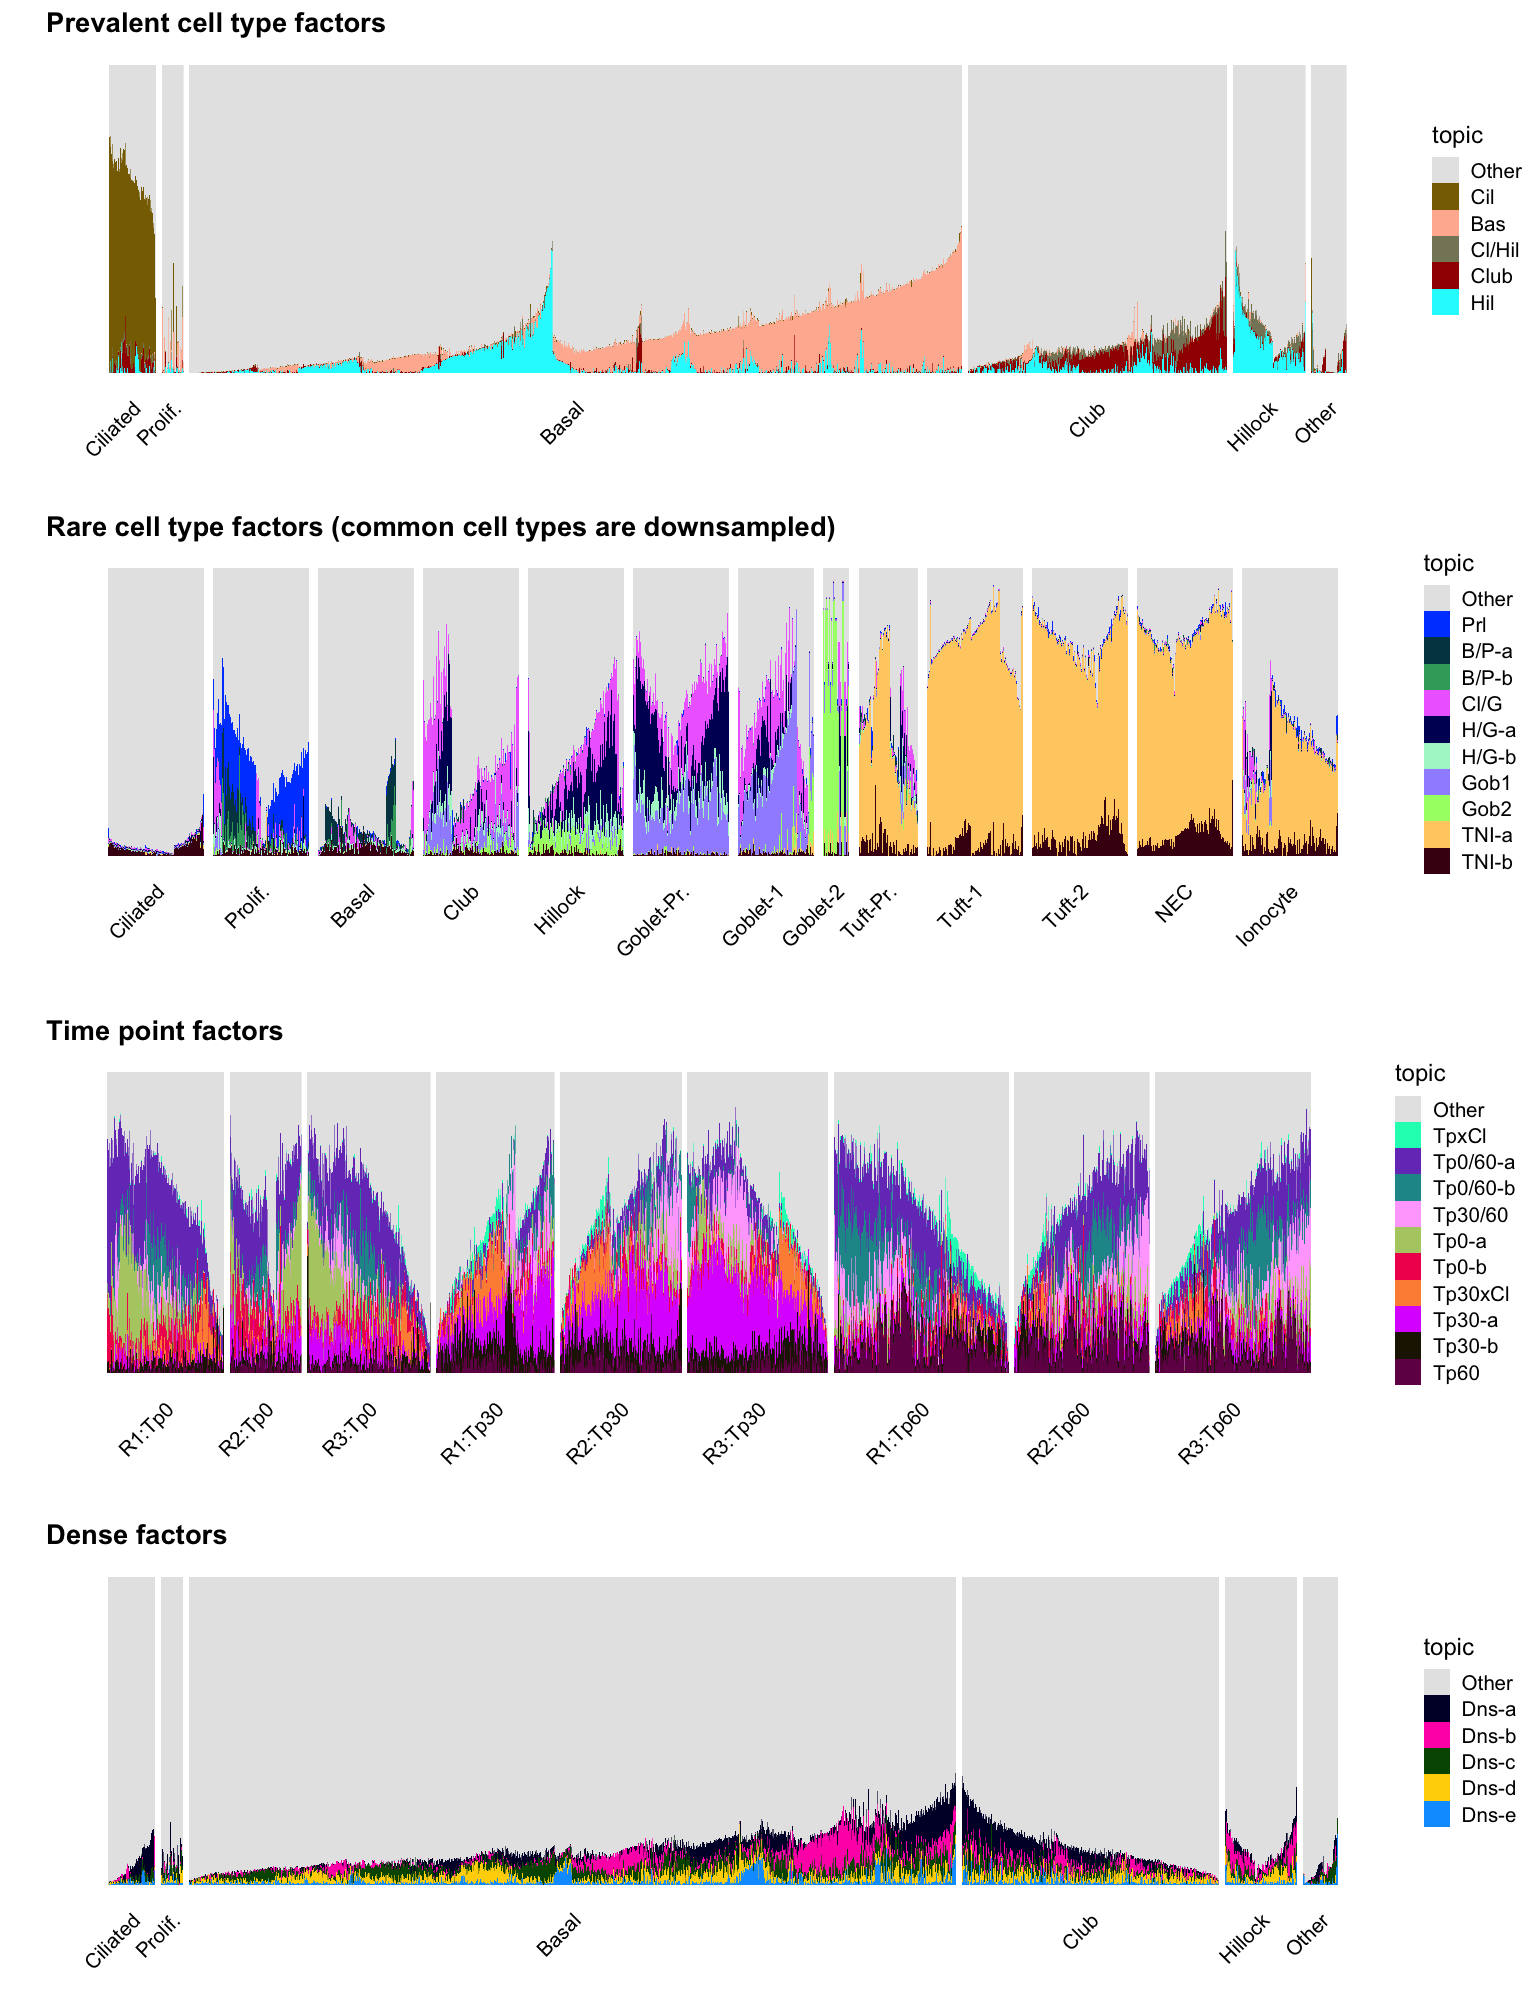 Prevalent cell type factors
topic
Other
Cil
Bas
Cl/Hil
Club
Hil
Ciliated
Prolif.
Basal
Club
Hillock
Other
Rare cell type factors (common cell types are downsampled)
topic
Other
Prl
B/P-a
B/P-b
Cl/G
H/G-a
H/G-b
Gob1
Gob2
TNI-a
TNI-b
Ciliated
Prolif.
Basal
Club
Hillock
Goblet-Pr.
Goblet-1
Goblet-2
Tuft-Pr.
Tuft-1
Tuft-2
NEC
Ionocyte
Time point factors
topic
Other
TpxCl
Tp0/60-a
Tp0/60-b
Tp30/60
Tp0-a
Tp0-b
Tp30xCl
Tp30-a
Tp30-b
Tp60
R1:Tp0
R2:Tp0
R3:Tp0
R1:Tp30
R2:Tp30
R3:Tp30
R1:Tp60
R2:Tp60
R3:Tp60
Dense factors
topic
Other
Dns-a
Dns-b
Dns-c
Dns-d
Dns-e
Ciliated
Prolif.
Basal
Club
Hillock
Other